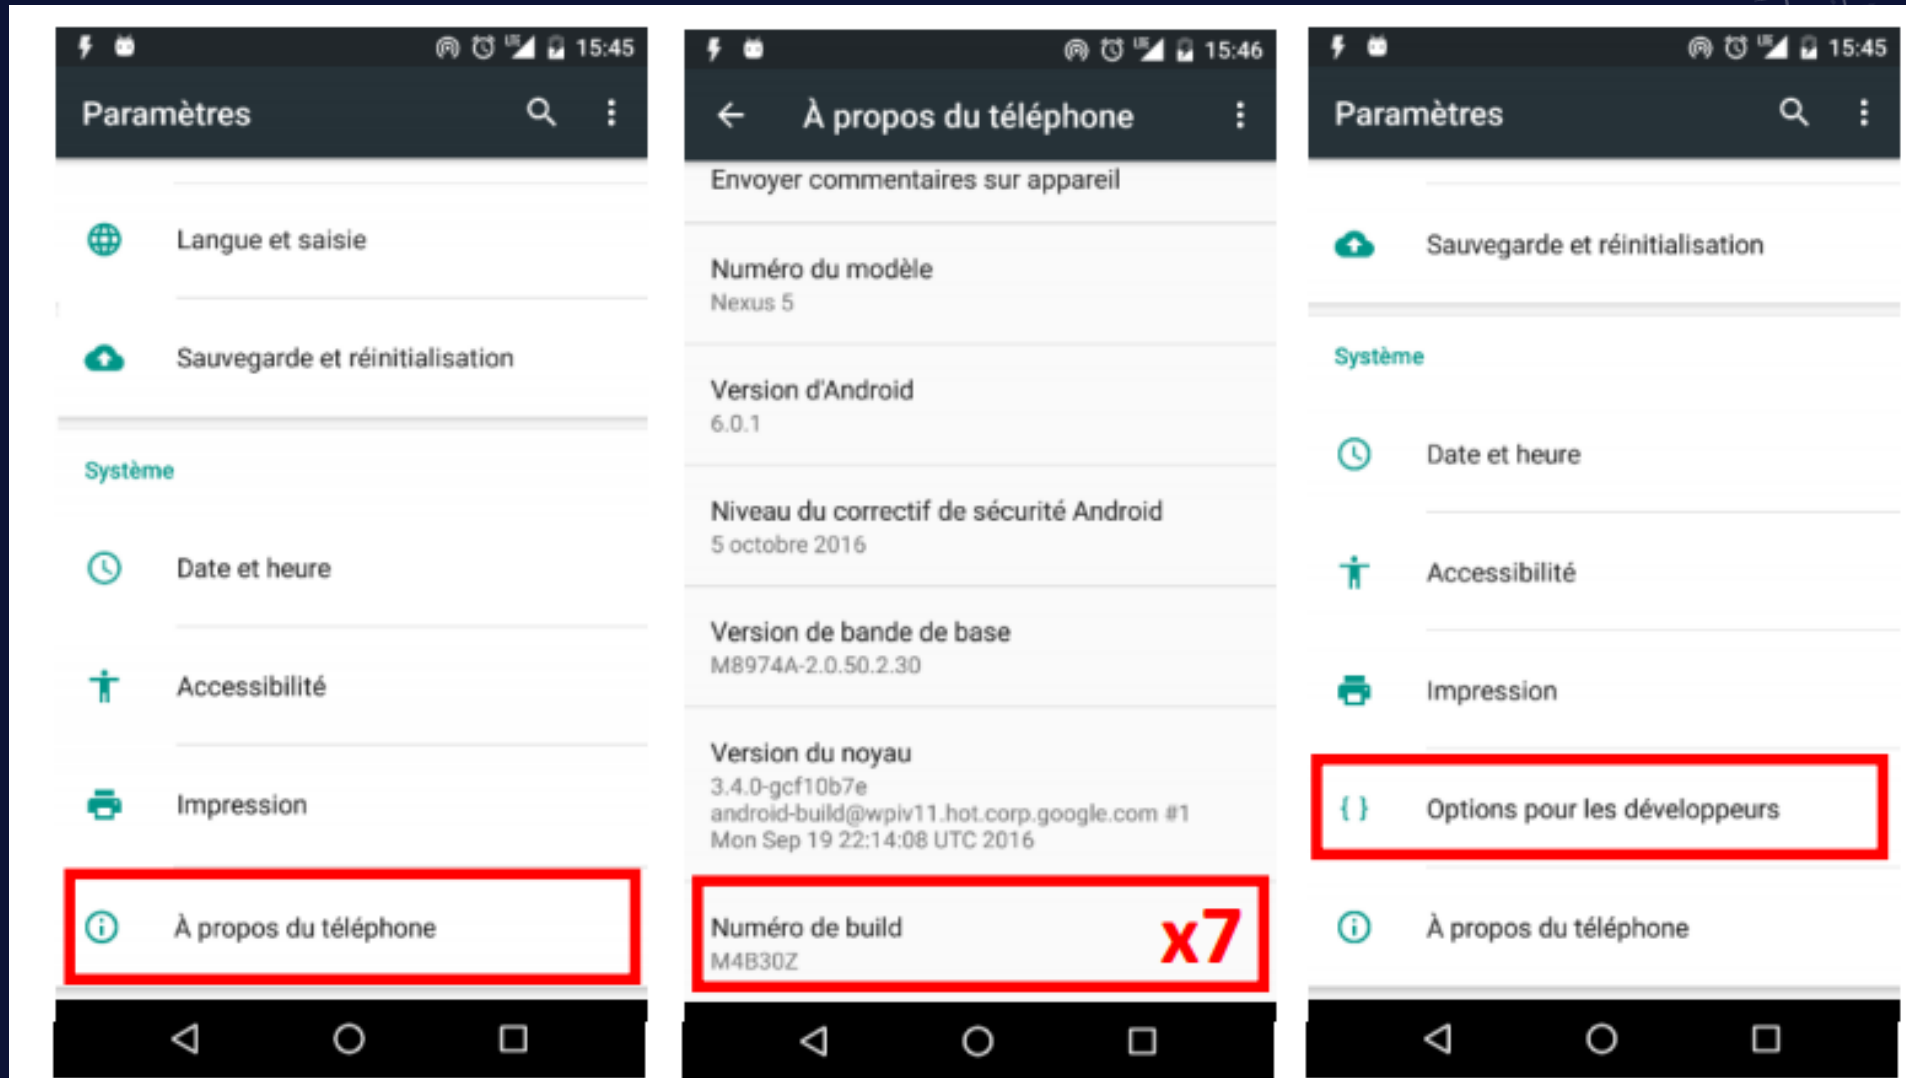 15:45
Paramètres
Langue et saisie
Sauvegarde et réinitialisation
Système
Date et heure
Accessibilité
Impression
À propos du téléphone
15:46
À propos du téléphone
Envoyer commentaires sur appareil
Numéro du modèle
Nexus 5
Version d'Android
6.0.1
Niveau du correctif de sécurité Android
5 octobre 2016
Version de bande de base
M8974A-2.0.50.2.30
Version du noyau
3.4.0-gcf10b7e
android-build@wpiv11.hot.corp.google.com #1
Mon Sep 19 22:14:08 UTC 2016
Numéro de build
x7
M4B30Z
15:45
Paramètres
Sauvegarde et réinitialisation
Système
Date et heure
Accessibilité
Impression
{ } Options pour les développeurs
À propos du téléphone